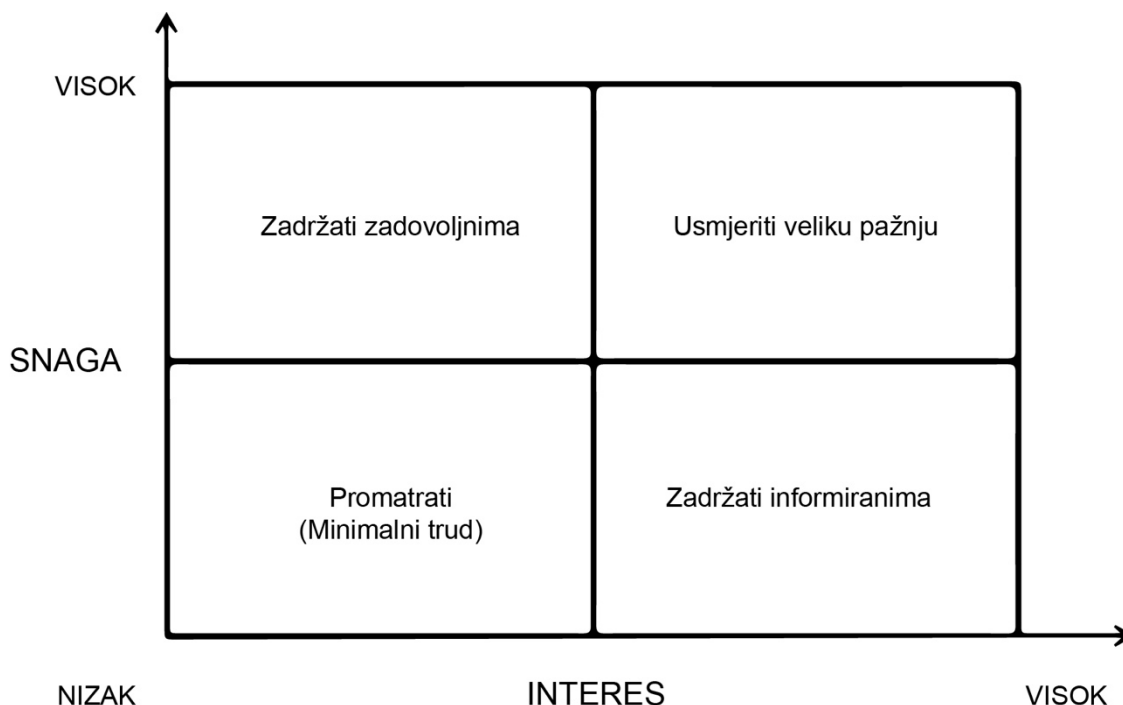 VISOK
Zadržati zadovoljnima
Usmjeriti veliku pažnju
SNAGA
Promatrati
(Minimalni trud)
Zadržati informiranima
NIZAK
INTERES
VISOK